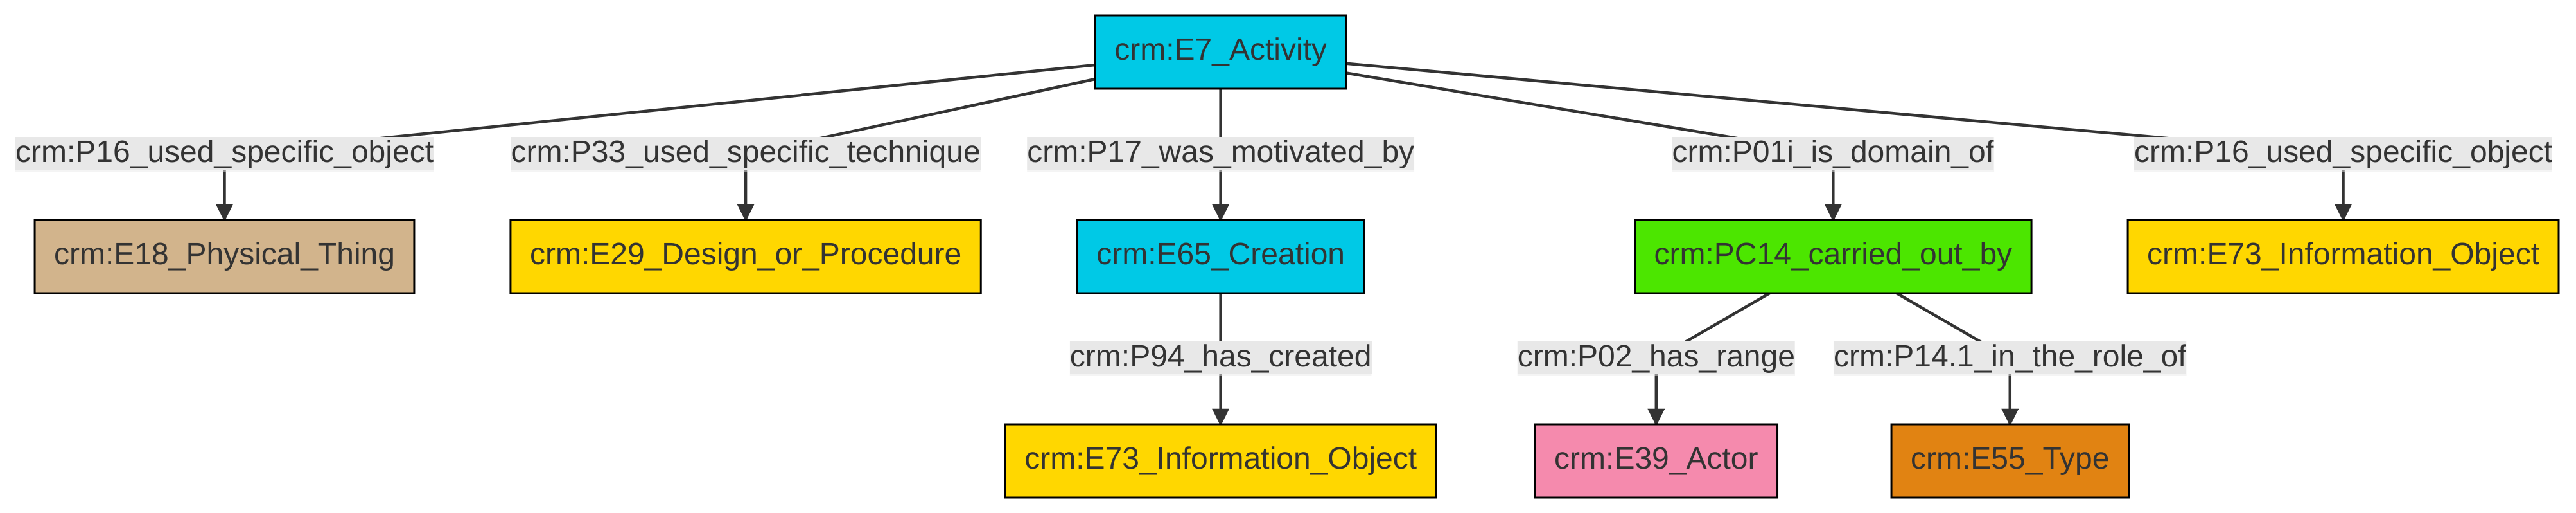 crm:E7_Activity
crm:P16_used_specific_object
crm:P33_used_specific_technique
crm:P17_was_motivated_by
crm:P01i_is_domain_of
crm:P16_used_specific_object
crm:E18_Physical_Thing
crm:E29_Design_or_Procedure
crm:E65_Creation
crm:PC14_carried_out_by
crm:E73_Information_Object
crm:P94_has_created
crm:P02_has_range
crm:P14.1_in_the_role_of
crm:E73_Information_Object
crm:E39_Actor
crm:E55_Type